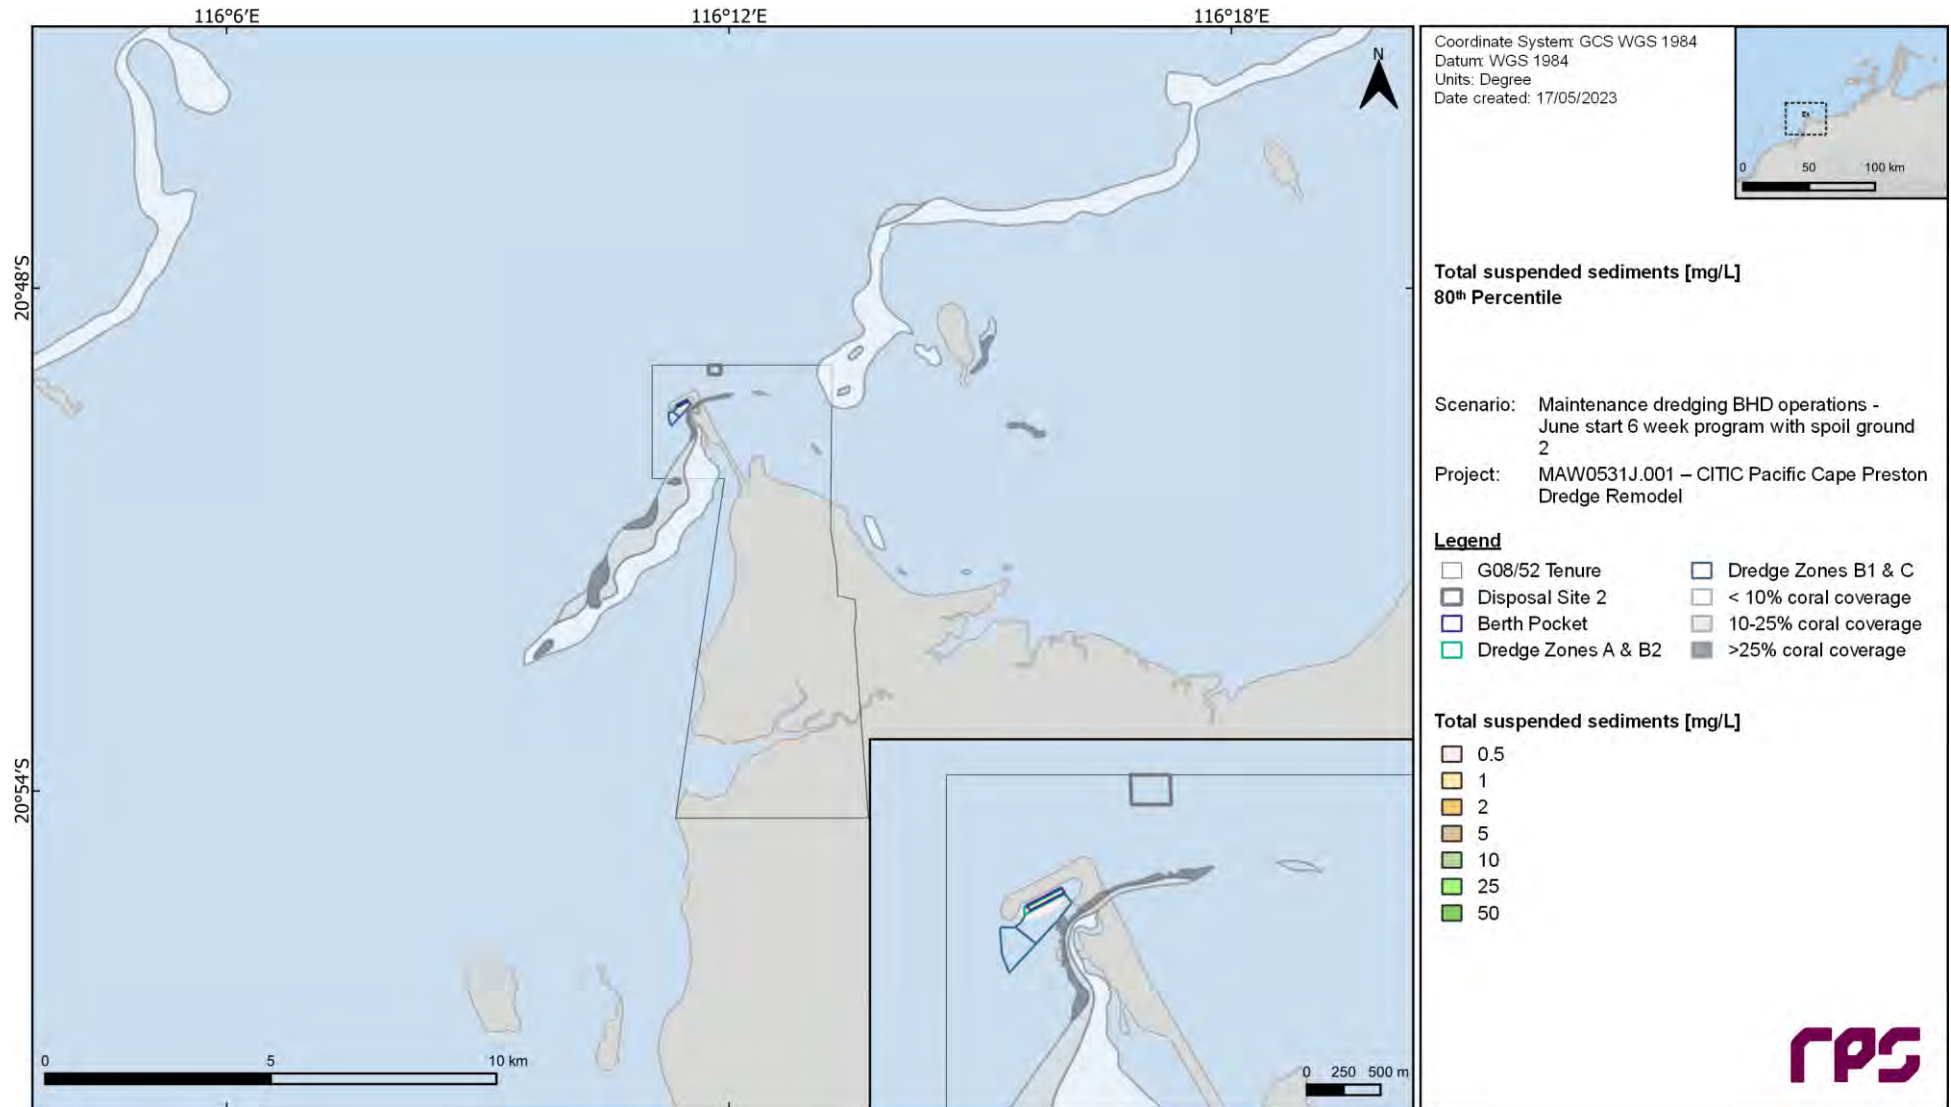 116°6'E
116°12'E
116°18'E
20°48'S
20°54'S
N
0
5
10 km
0
250
500 m
Coordinate System: GCS WGS 1984
Datum: WGS 1984
Units: Degree
Date created: 17/05/2023
0
50
100 km
Total suspended sediments [mg/L]
80th Percentile
Scenario: Maintenance dredging BHD operations -
June start 6 week program with spoil ground
2
Project: MAW0531J.001 – CITIC Pacific Cape Preston
Dredge Remodel
Legend
G08/52 Tenure
Disposal Site 2
Berth Pocket
Dredge Zones A & B2
Dredge Zones B1 & C
< 10% coral coverage
10-25% coral coverage
>25% coral coverage
Total suspended sediments [mg/L]
0.5
1
2
5
10
25
50
rps